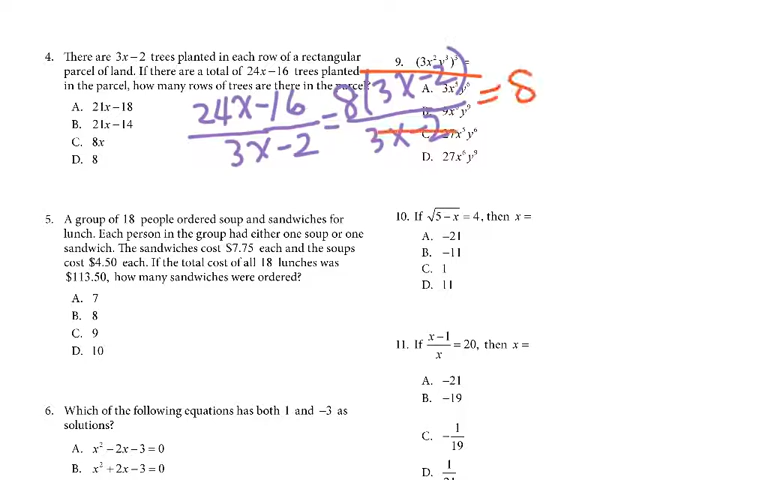 4. There are 3x−2 trees planted in each row of a rectangular
parcel of land. If there are a total of 24x−16 trees planted
in the parcel, how many rows of trees are there in the parcel?
A. 21x−18
B. 21x−14
C. 8x
D. 8
24x−16 / 3x−2 = 8(3x−2) / 3x−2 = 8
5. A group of 18 people ordered soup and sandwiches for
lunch. Each person in the group had either one soup or one
sandwich. The sandwiches cost $7.75 each and the soups
cost $4.50 each. If the total cost of all 18 lunches was
$113.50, how many sandwiches were ordered?
A. 7
B. 8
C. 9
D. 10
6. Which of the following equations has both 1 and −3 as
solutions?
A. x² −2x−3=0
B. x² +2x−3=0
9. (3x²y³)³ =
A. 3x⁵y⁶
B. 9x⁶y⁹
C. 27x⁵y⁶
D. 27x⁶y⁹
10. If √5−x = 4, then x =
A. −21
B. −11
C. 1
D. 11
11. If x−1 / x = 20, then x =
A. −21
B. −19
C. −1/19
D. 1